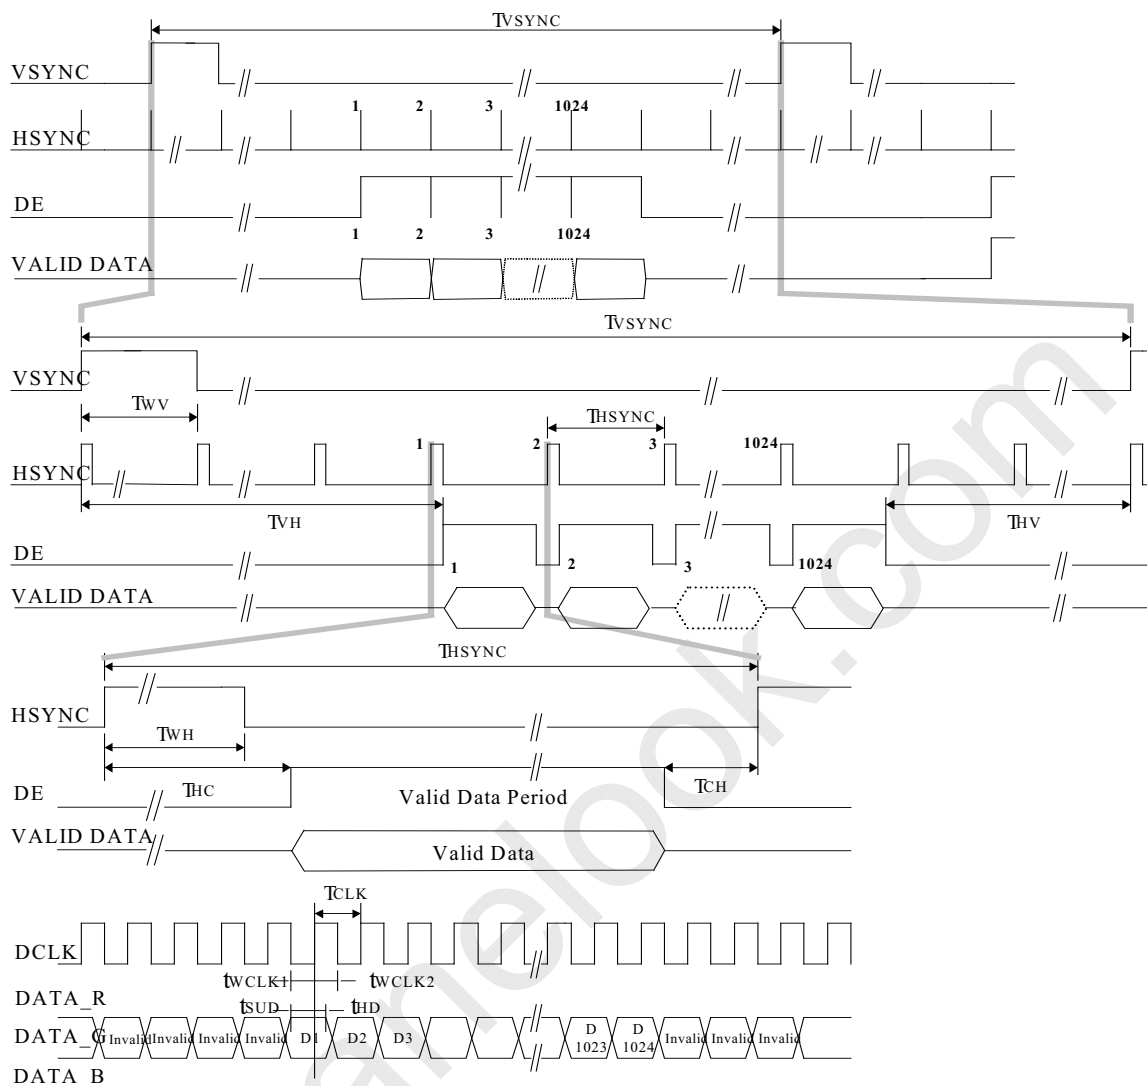 TVSYNC
VSYNC
1 2 3 1024
HSYNC
DE
1 2 3 1024
VALID DATA
TVSYNC
VSYNC
TWV
THSYNC
1 2 3 1024
HSYNC
TVH
THV
DE
1 2 3 1024
VALID DATA
THSYNC
HSYNC
TWH
THC
TCH
DE
Valid Data Period
VALID DATA
Valid Data
TCLK
DCLK
tWCLK1 tWCLK2
DATA_R
tSUD tHD
DATA_G Invalid Invalid Invalid Invalid D1 D2 D3 D 1023 D 1024 Invalid Invalid Invalid
DATA_B
anelook.com